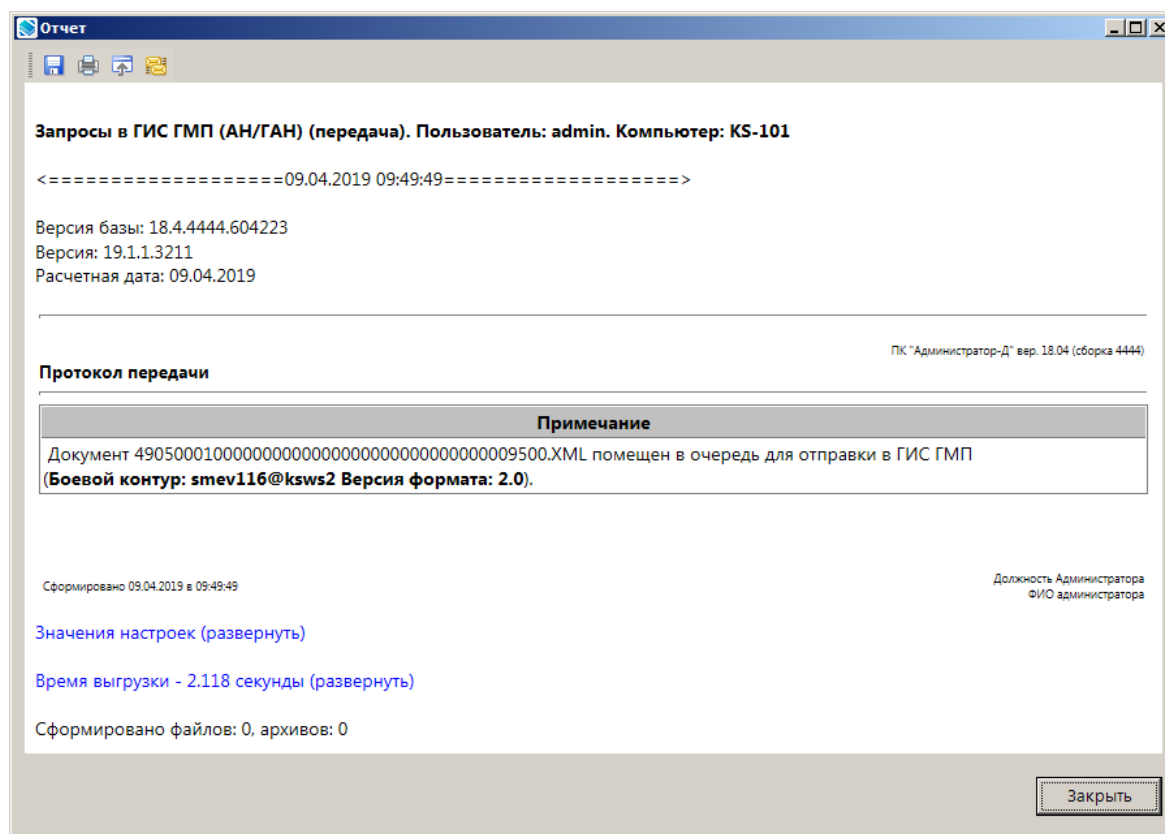 Отчет
Запросы в ГИС ГМП (АН/ГАН) (передача). Пользователь: admin. Компьютер: KS-101
<===================09.04.2019 09:49:49===================>
Версия базы: 18.4.4444.604223
Версия: 19.1.1.3211
Расчетная дата: 09.04.2019
ПК "Администратор-Д" вер. 18.04 (сборка 4444)
Протокол передачи
Примечание
Документ 49050001000000000000000000000000000009500.XML помещен в очередь для отправки в ГИС ГМП
(Боевой контур: smev116@ksws2 Версия формата: 2.0).
Сформировано 09.04.2019 в 09:49:49
Должность Администратора
ФИО администратора
Значения настроек (развернуть)
Время выгрузки - 2.118 секунды (развернуть)
Сформировано файлов: 0, архивов: 0
Закрыть